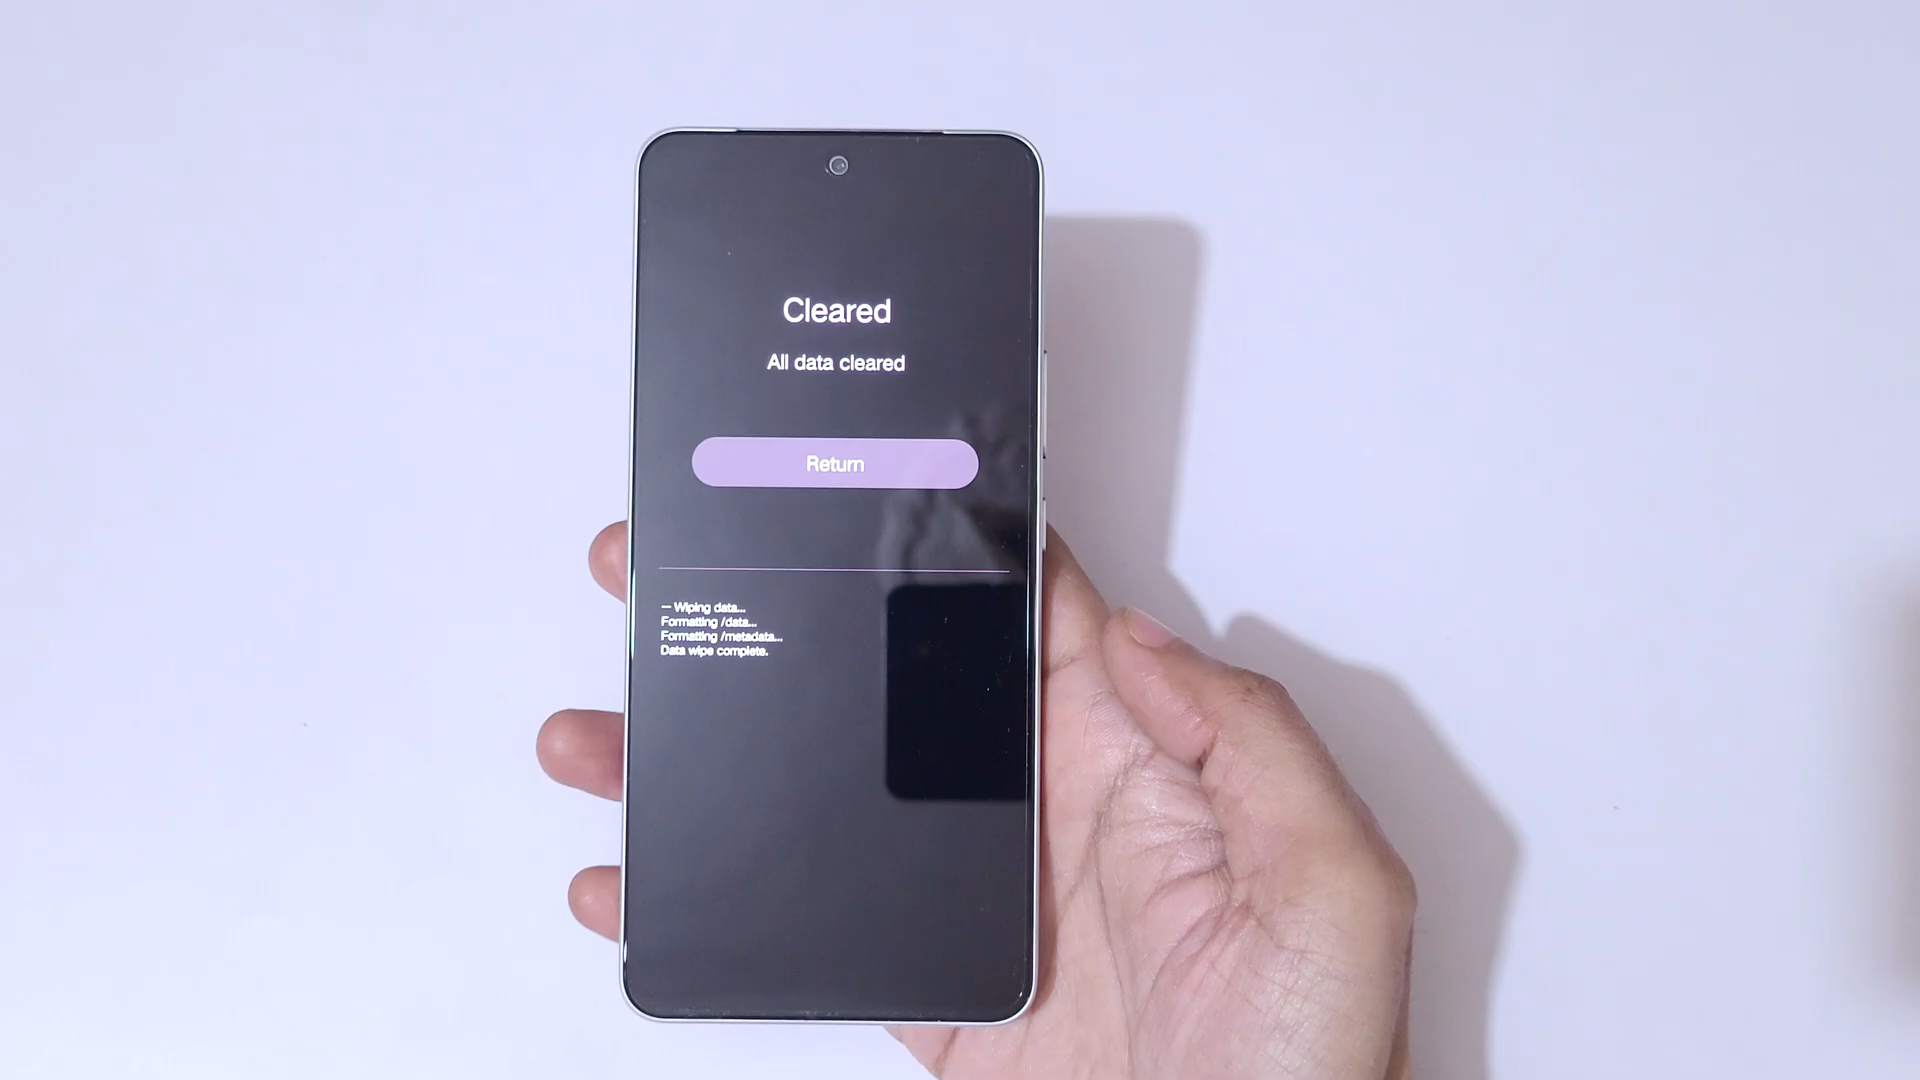 Cleared
All data cleared
Return
-- Wiping data...
Formatting /data...
Formatting /metadata...
Data wipe complete.